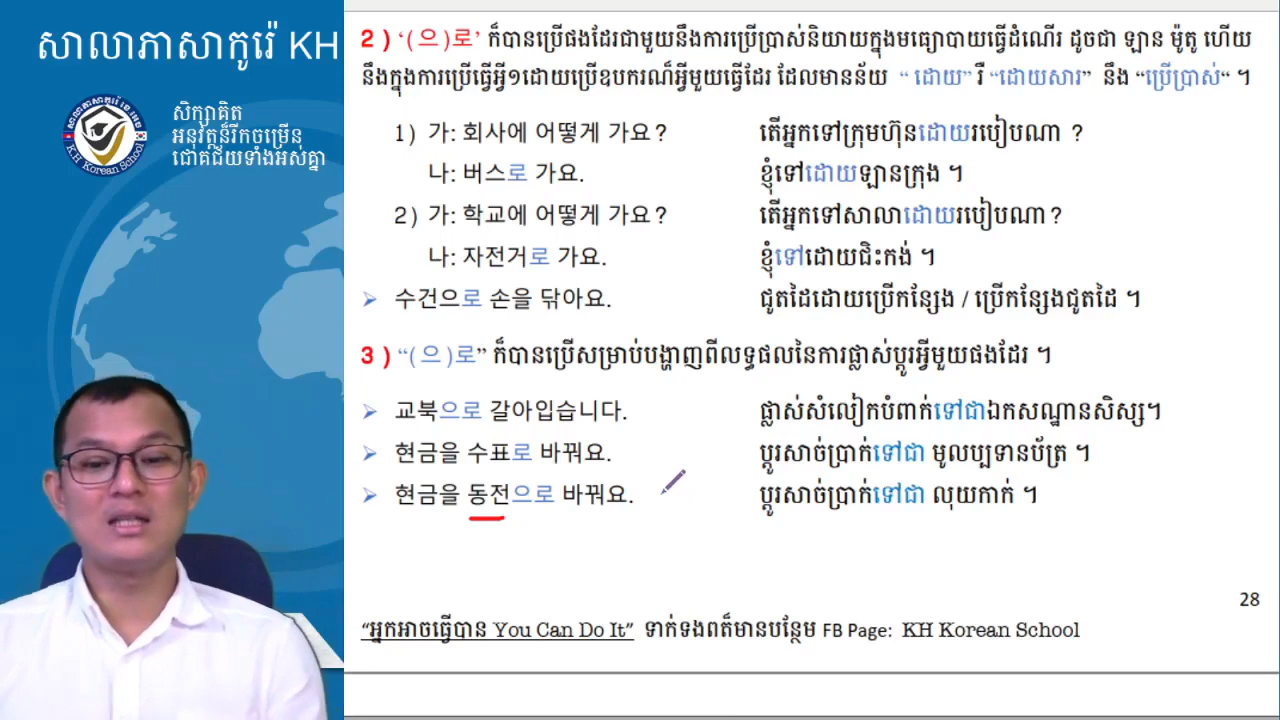 សាលាភាសាកូរ៉េ KH
សិក្សាគិត
អនុវត្តន៍រីកចម្រើន
ជោគជ័យទាំងអស់គ្នា
KH Korean School
2 ) ‘(으)로’ ក៏បានប្រើផងដែរជាមួយនឹងការប្រើប្រាស់និយាយក្នុងមធ្យោបាយធ្វើដំណើរ ដូចជា ឡាន ម៉ូតូ ហើយ
នឹងក្នុងការប្រើធ្វើអ្វី១ដោយប្រើឧបករណ៏អ្វីមួយធ្វើដែរ ដែលមានន័យ “ ដោយ” រឺ “ដោយសារ” នឹង “ប្រើប្រាស់“ ។
1) 가: 회사에 어떻게 가요? តើអ្នកទៅក្រុមហ៊ុនដោយរបៀបណា ?
나: 버스로 가요. ខ្ញុំទៅដោយឡានក្រុង ។
2) 가: 학교에 어떻게 가요? តើអ្នកទៅសាលាដោយរបៀបណា?
나: 자전거로 가요. ខ្ញុំទៅដោយជិះកង់ ។
수건으로 손을 닦아요. ជូតដៃដោយប្រើកន្សែង / ប្រើកន្សែងជូតដៃ ។
3 ) “(으)로” ក៏បានប្រើសម្រាប់បង្ហាញពីលទ្ធផលនៃការផ្លាស់ប្តូរអ្វីមួយផងដែរ ។
교북으로 갈아입습니다. ផ្លាស់សំលៀកបំពាក់ទៅជាឯកសណ្ឋានសិស្ស។
현금을 수표로 바꿔요. ប្តូរសាច់ប្រាក់ទៅជា មូលប្បទានប័ត្រ ។
현금을 동전으로 바꿔요. ប្តូរសាច់ប្រាក់ទៅជា លុយកាក់ ។
28
“អ្នកអាចធ្វើបាន You Can Do It” ទាក់ទងពត៏មានបន្ថែម FB Page: KH Korean School